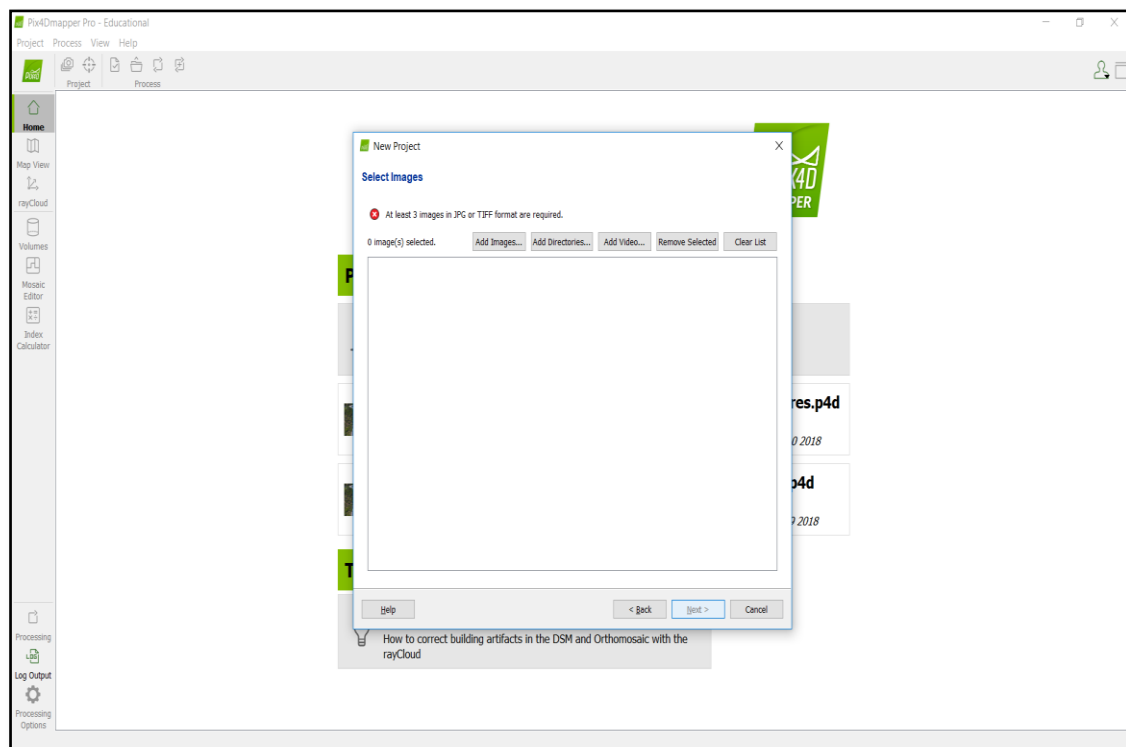 Pix4Dmapper Pro - Educational
Project Process View Help
Project Process
Home
Map View
rayCloud
Volumes
Mosaic
Editor
Index
Calculator
New Project
Select Images
At least 3 images in JPG or TIFF format are required.
0 image(s) selected. Add Images... Add Directories... Add Video... Remove Selected Clear List
Help < Back Next > Cancel
P
res.p4d
0 2018
p4d
9 2018
T
How to correct building artifacts in the DSM and Orthomosaic with the
rayCloud
Processing
LOG
Log Output
Processing
Options